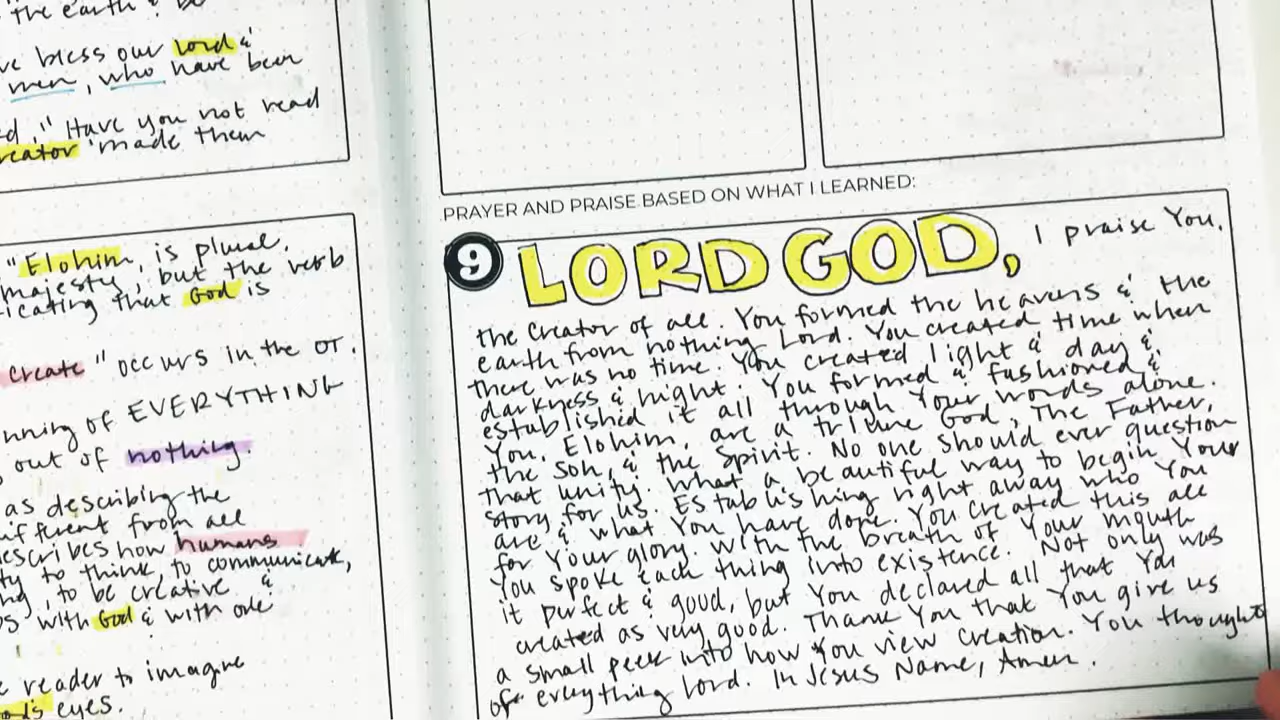 the earth & be
ve bless our Lord &
men, who have been
d," Have you not read
reator made them
"Elohim, is plural,
majesty, but the verb
icating that God is
create" occurs in the OT.
nning of EVERYTHING
out of nothing.
as describing the
ifferent from all
escribes how humans
ty to think to communicate,
ng, to be creative &
ps with God & with one
e reader to imagine
od's eyes.
PRAYER AND PRAISE BASED ON WHAT I LEARNED:
9
LORD GOD, I praise You,
the Creator of all. You formed the heavens & the
earth from nothing Lord. You created time when
there was no time. You created light & day &
darkness & night. You formed & fashioned &
established it all through Your words alone.
You, Elohim, are a triune God, The Father,
the Son, & the Spirit. No one should ever question
that unity. What a beautiful way to begin Your
story for us. Establishing right away who You
are & what You have done. You created this all
for Your glory. With the breath of Your mouth
You spoke each thing into existence. Not only was
it perfect & good, but You declared all that You
created as very good. Thank You that You give us
a small peek into how You view creation. You thought
of everything Lord. In Jesus Name, Amen.